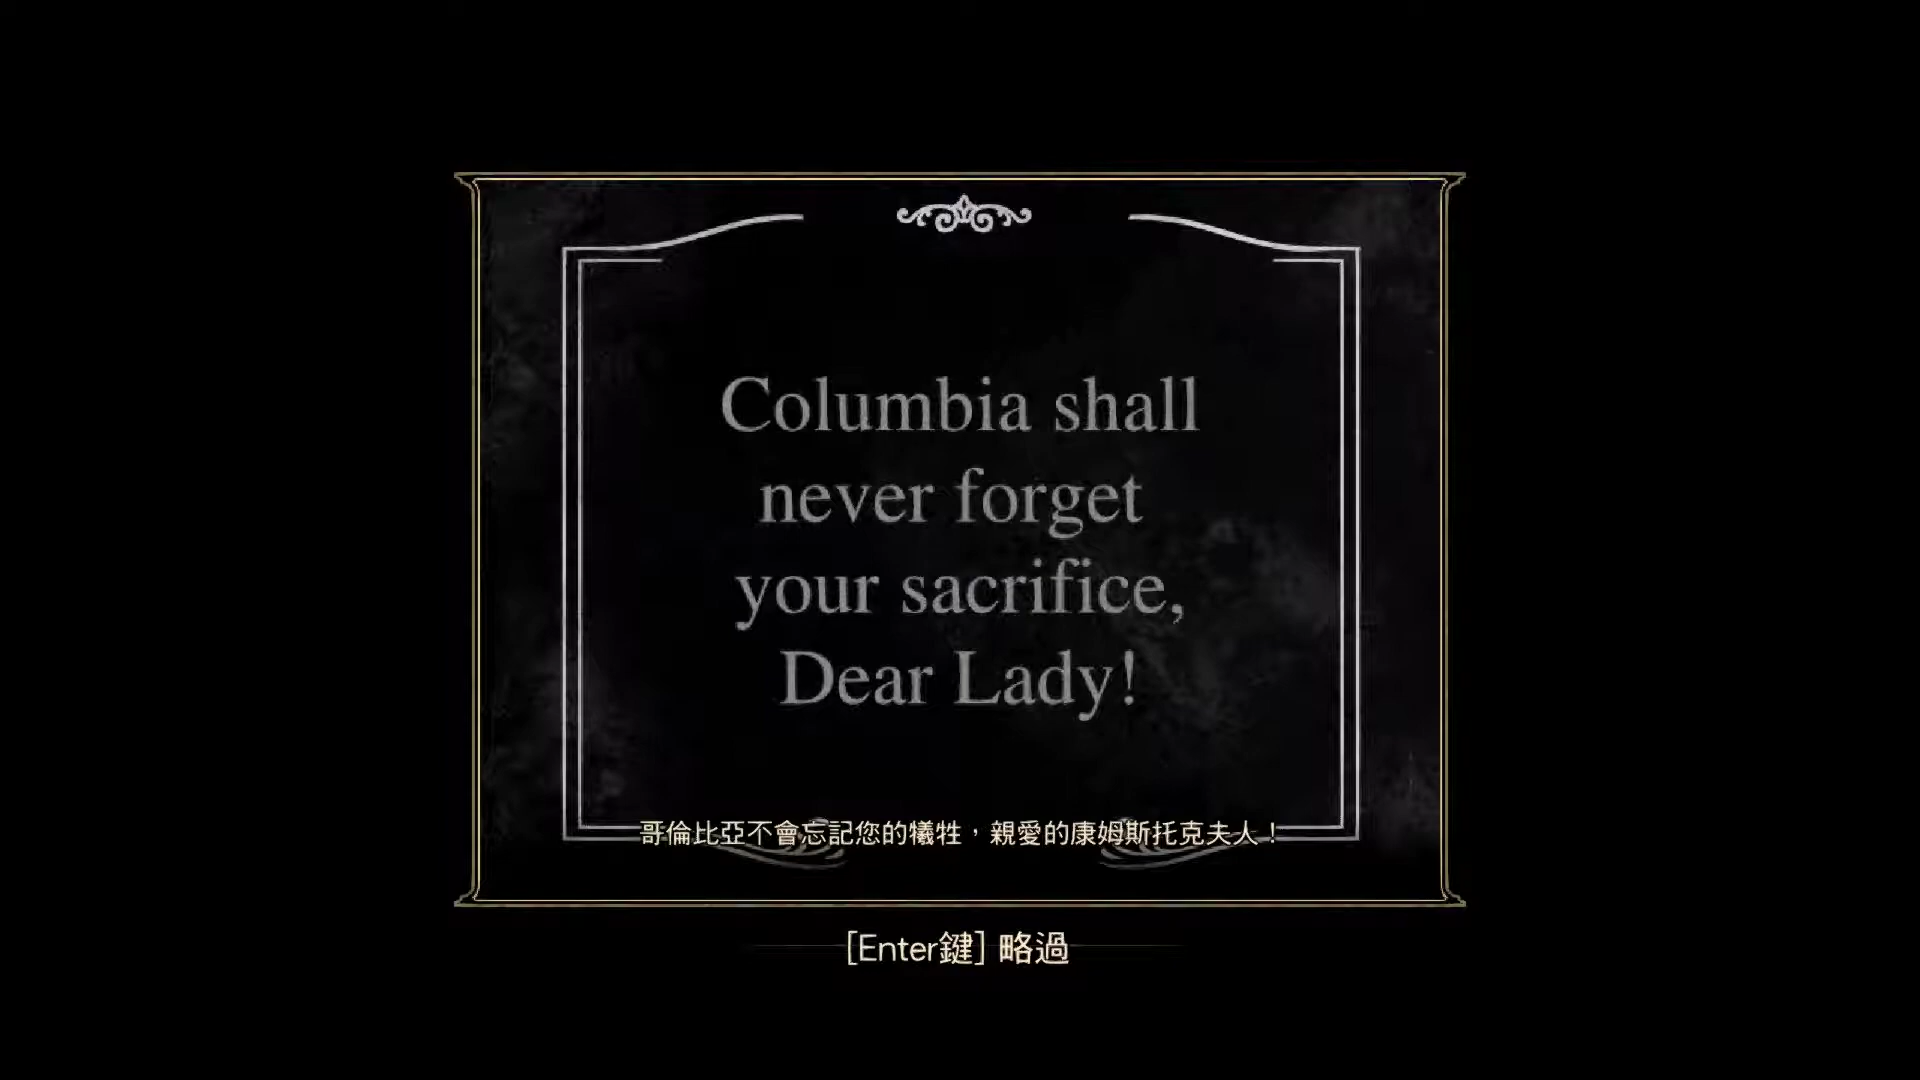 Columbia shall
never forget
your sacrifice,
Dear Lady!
哥倫比亞不會忘記您的犧牲，親愛的康姆斯托克夫人！
[Enter鍵] 略過